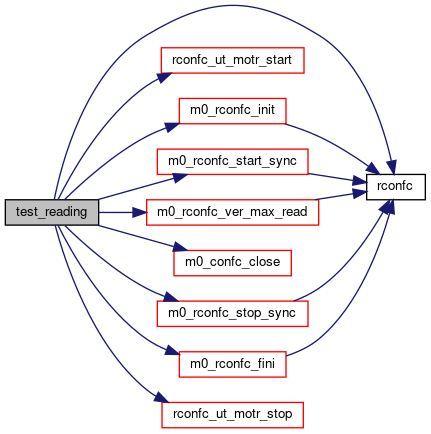 rconfc_ut_motr_start
m0_rconfc_init
m0_rconfc_start_sync
rconfc
test_reading
m0_rconfc_ver_max_read
m0_confc_close
m0_rconfc_stop_sync
m0_rconfc_fini
rconfc_ut_motr_stop